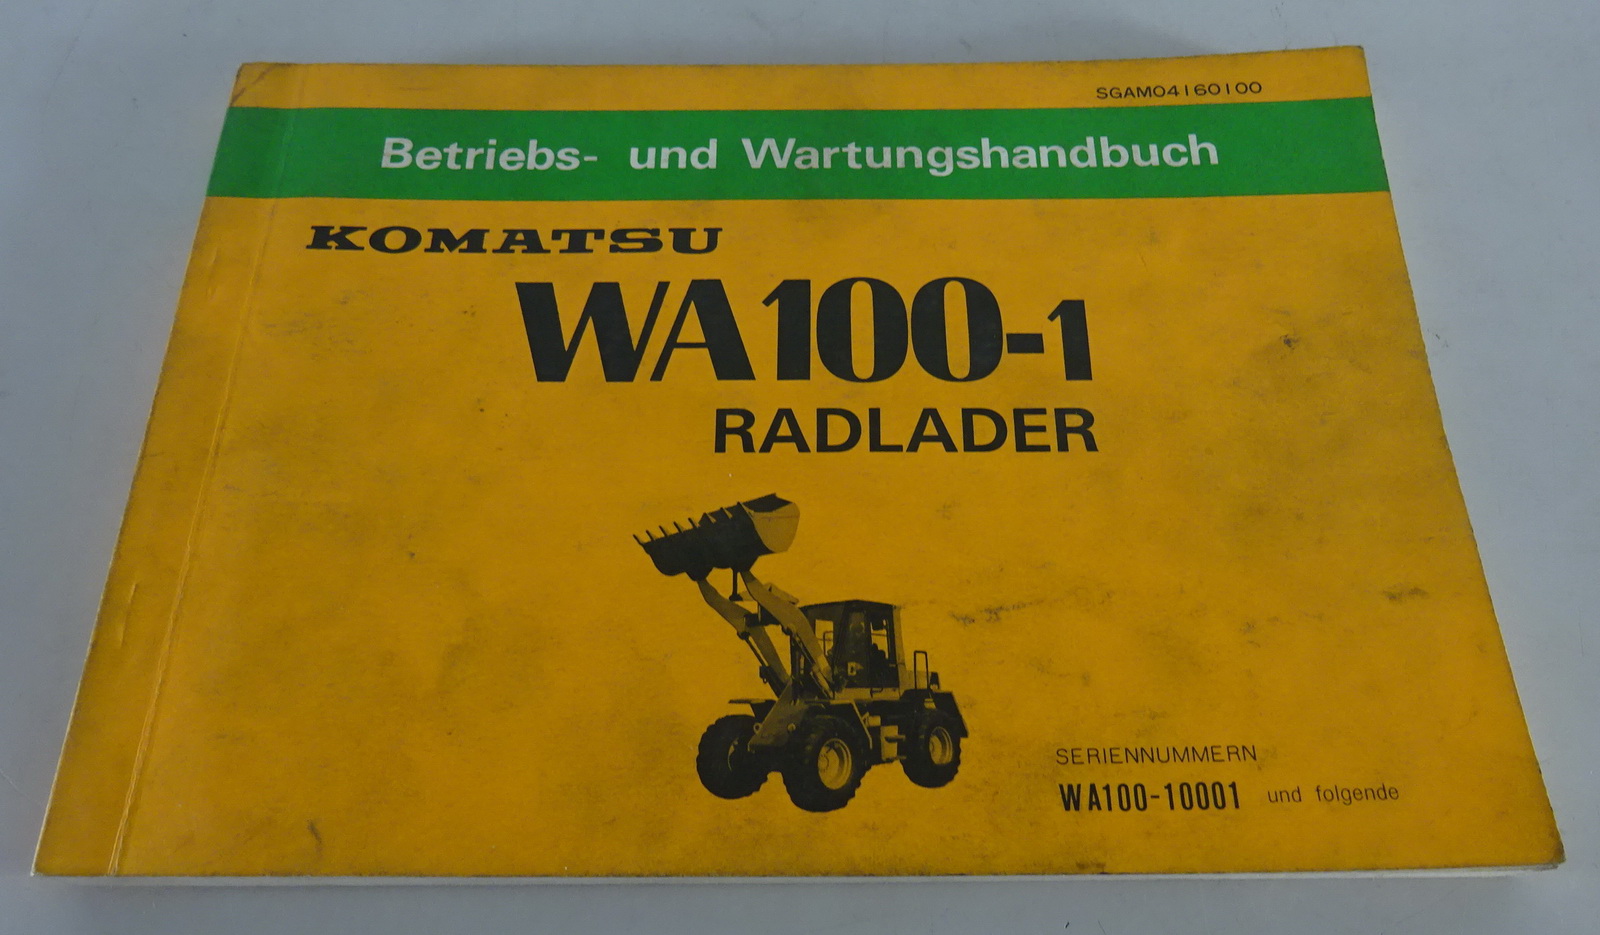 SGAM04160100
Betriebs- und Wartungshandbuch
KOMATSU
WA100-1
RADLADER
SERIENNUMMERN
WA100-10001 und folgende